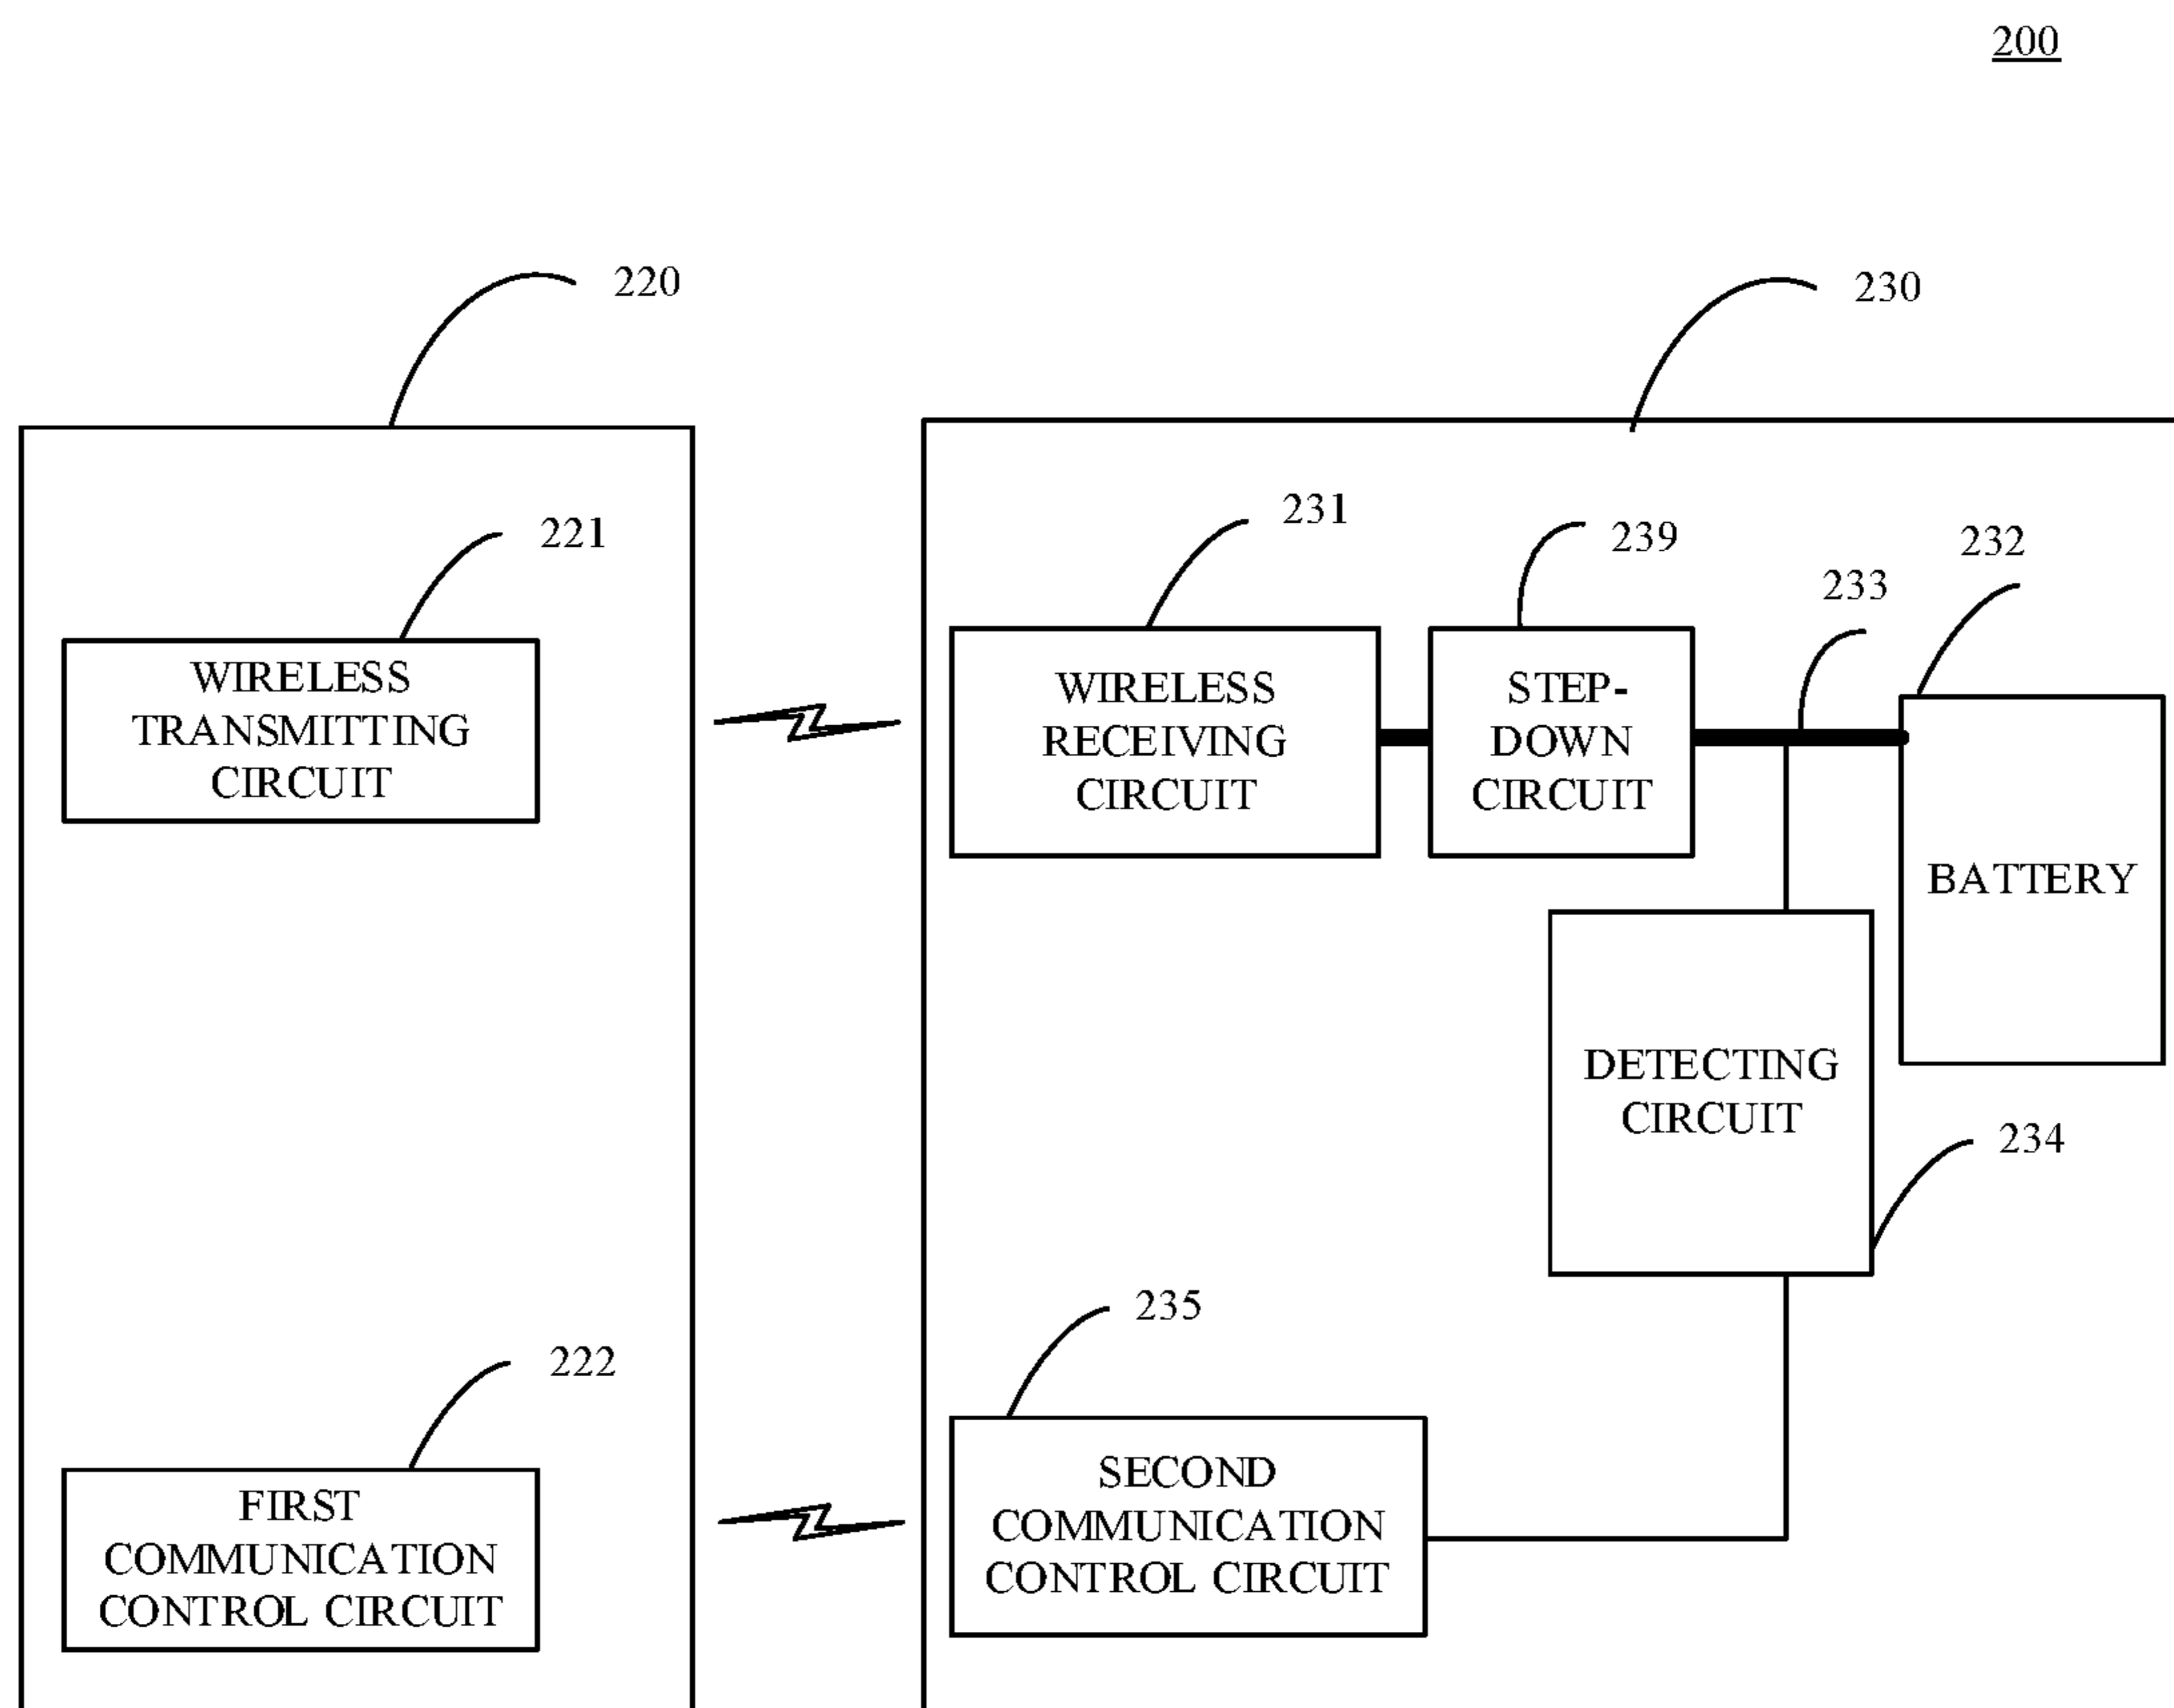 200
220
230
221
231
239
232
233
WIRELESS
TRANSMITTING
CIRCUIT
WIRELESS
RECEIVING
CIRCUIT
STEP-
DOWN
CIRCUIT
BATTERY
DETECTING
CIRCUIT
234
235
222
SECOND
COMMUNICATION
CONTROL CIRCUIT
FIRST
COMMUNICATION
CONTROL CIRCUIT